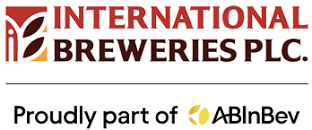 INTERNATIONAL
BREWERIES PLC.
Proudly part of ABInBev